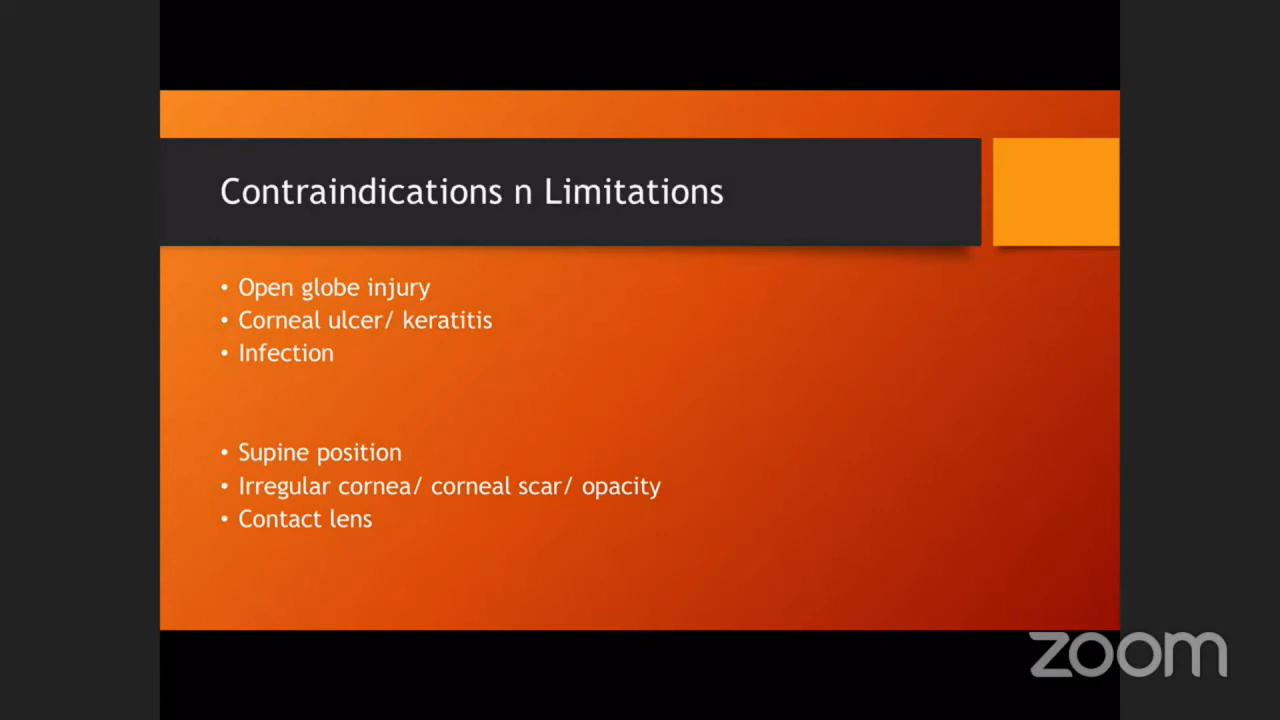 Contraindications n Limitations
• Open globe injury
• Corneal ulcer/ keratitis
• Infection
• Supine position
• Irregular cornea/ corneal scar/ opacity
• Contact lens
zoom